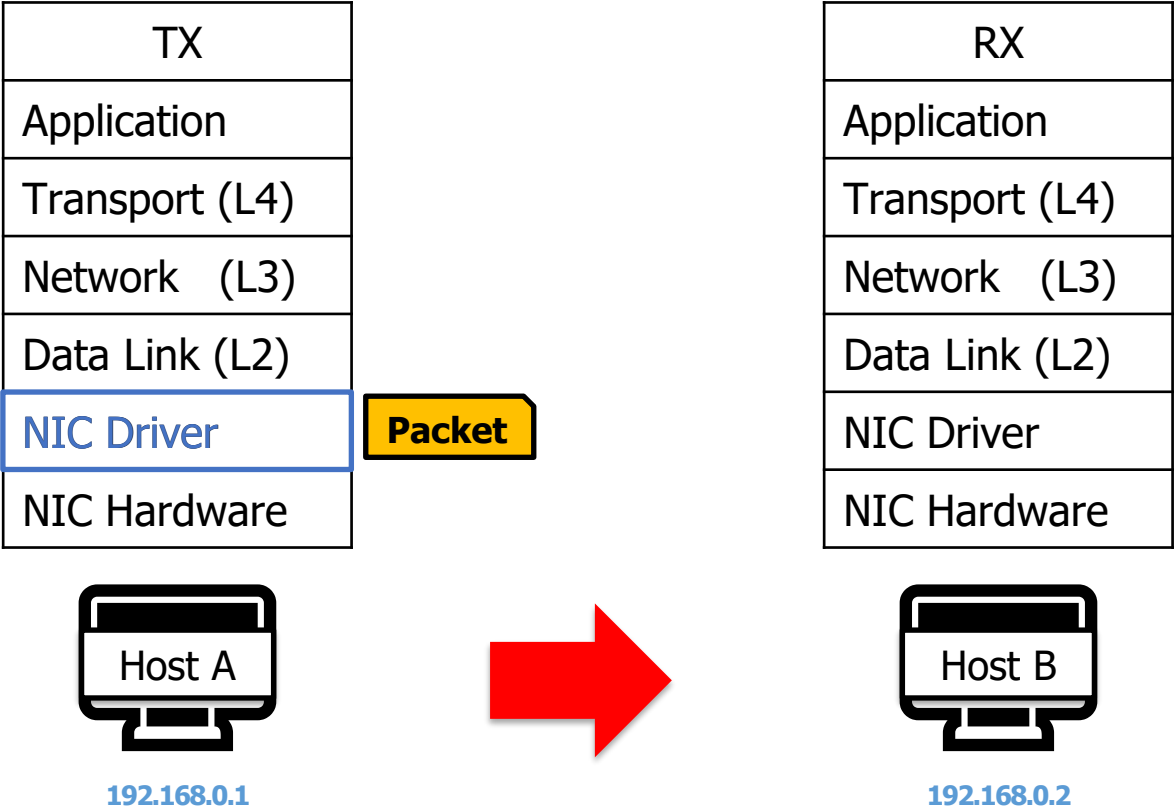 TX
Application
Transport (L4)
Network (L3)
Data Link (L2)
NIC Driver
NIC Hardware
Packet
Host A
192.168.0.1
RX
Application
Transport (L4)
Network (L3)
Data Link (L2)
NIC Driver
NIC Hardware
Host B
192.168.0.2